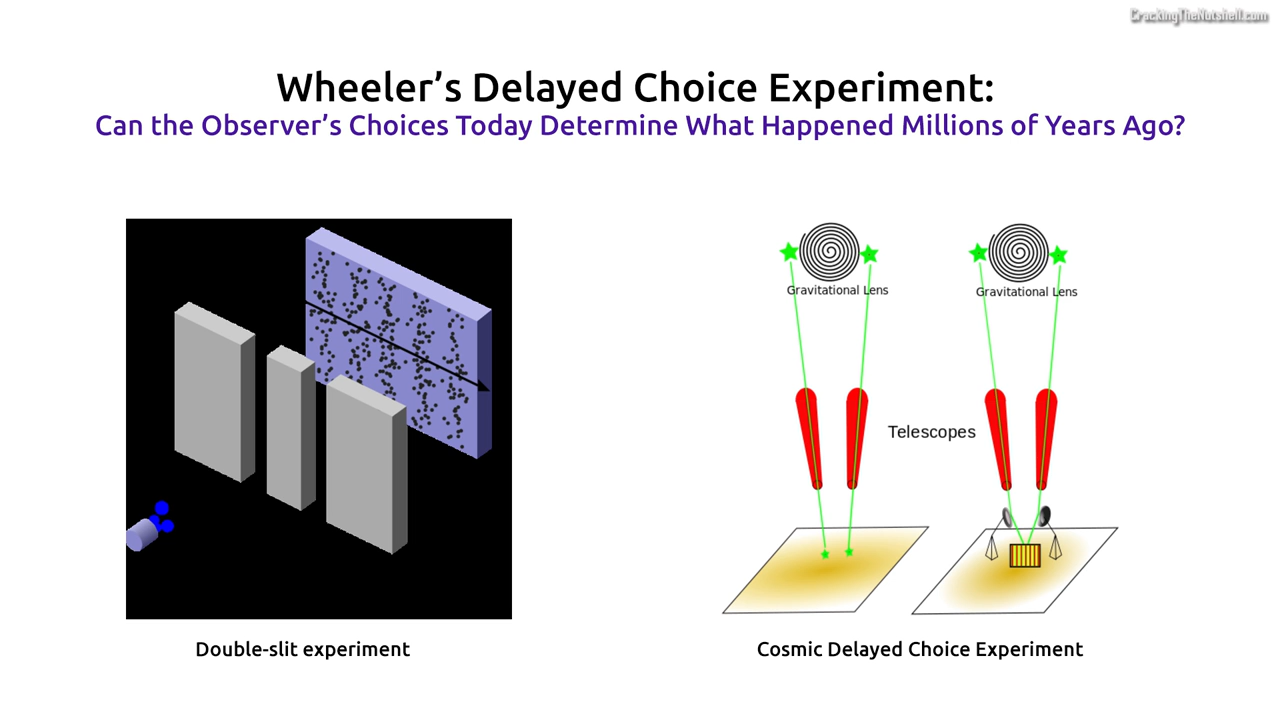 CrackingTheNutshell.com
Wheeler’s Delayed Choice Experiment:
Can the Observer’s Choices Today Determine What Happened Millions of Years Ago?
Gravitational Lens
Gravitational Lens
Telescopes
Double-slit experiment
Cosmic Delayed Choice Experiment